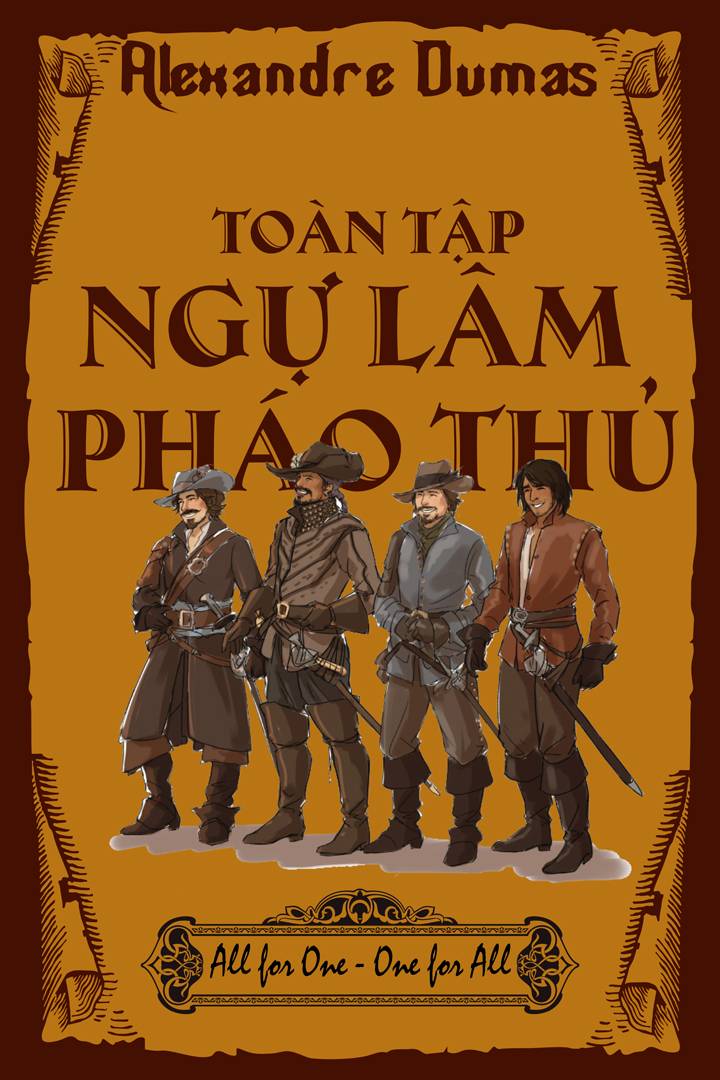 Alexandre Dumas
TOÀN TẬP
NGỰ LÂM
PHÁO THỦ
All for One - One for All